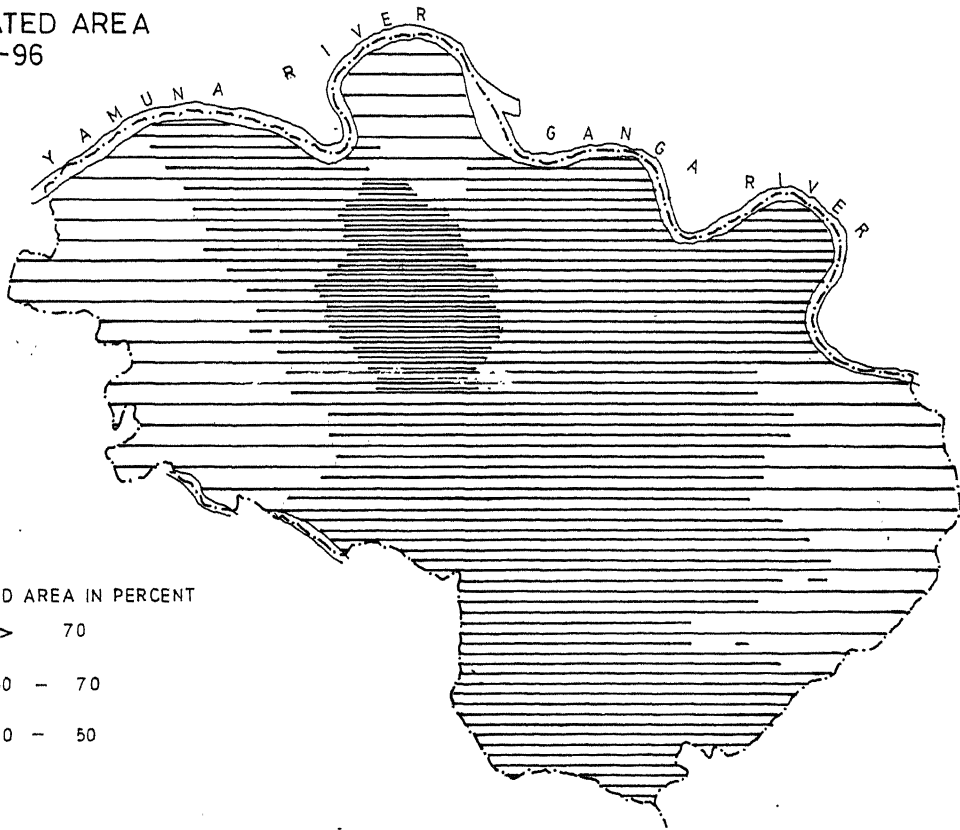 ATED AREA
-96
YAMUNA RIVER
GANGA RIVER
D AREA IN PERCENT
> 70
0 - 70
0 - 50